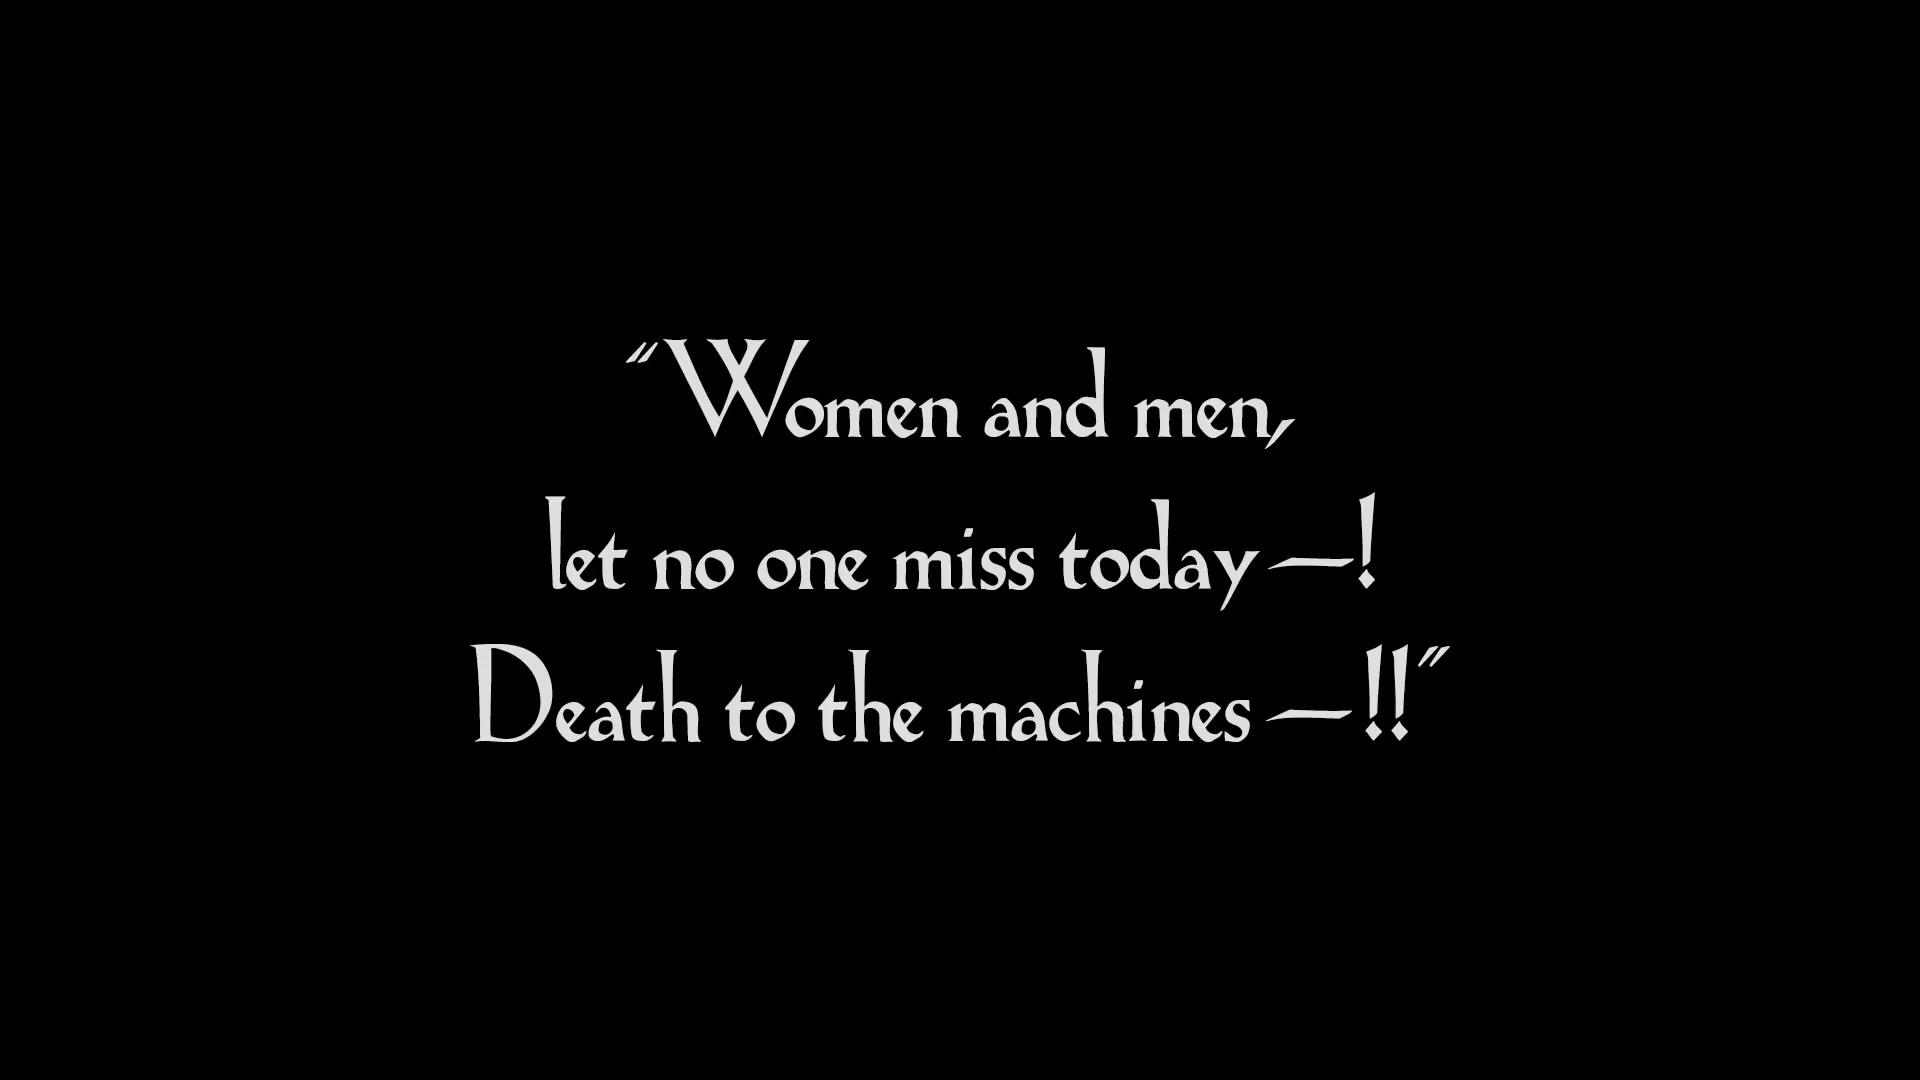 “Women and men,
let no one miss today—!
Death to the machines—!!”